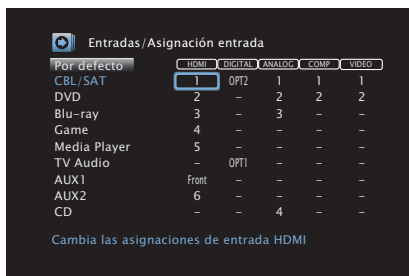 Entradas/Asignación entrada
Por defecto HDMI DIGITAL ANALOG COMP VIDEO
CBL/SAT 1 OPT2 1 1 1
DVD 2 – 2 2 2
Blu-ray 3 – 3 – –
Game 4 – – – –
Media Player 5 – – – –
TV Audio – OPT1 – – –
AUX1 Front – – – –
AUX2 6 – – – –
CD – – 4 – –
Cambia las asignaciones de entrada HDMI